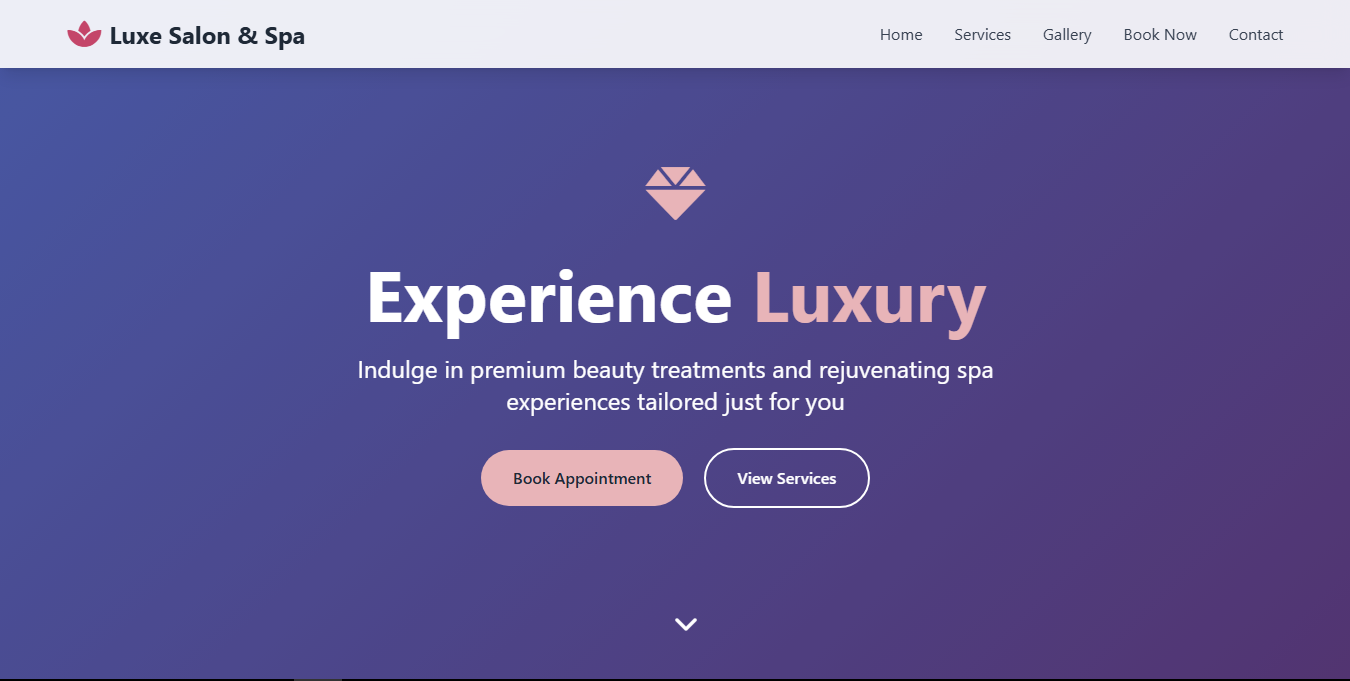 Luxe Salon & Spa
Home Services Gallery Book Now Contact
Experience Luxury
Indulge in premium beauty treatments and rejuvenating spa
experiences tailored just for you
Book Appointment
View Services